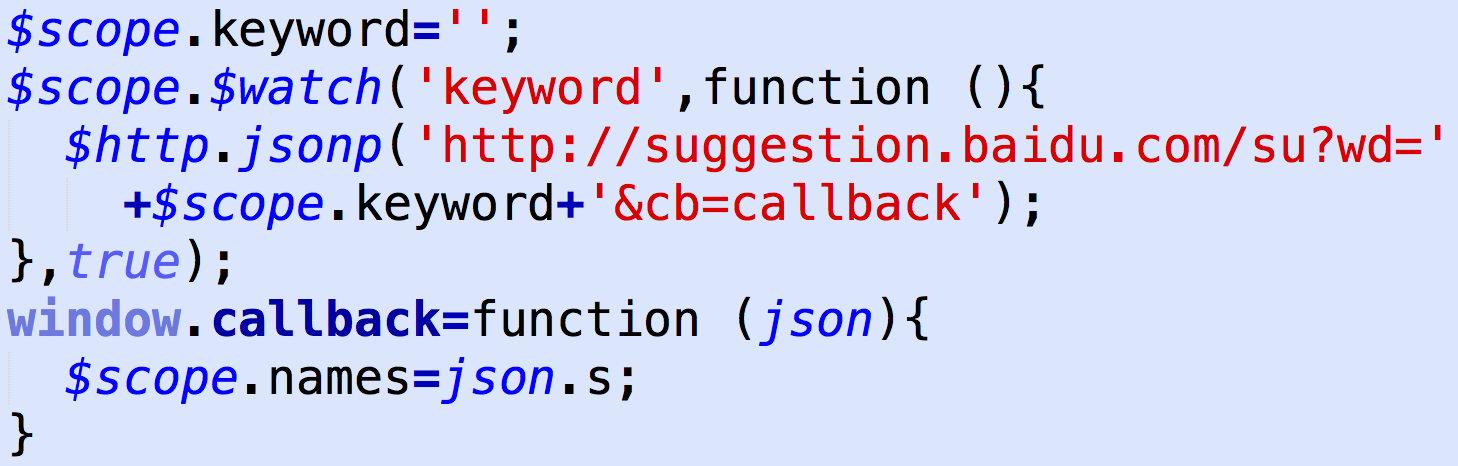 $scope.keyword='';
$scope.$watch('keyword',function (){
  $http.jsonp('http://suggestion.baidu.com/su?wd='
    +$scope.keyword+'&cb=callback');
},true);
window.callback=function (json){
  $scope.names=json.s;
}